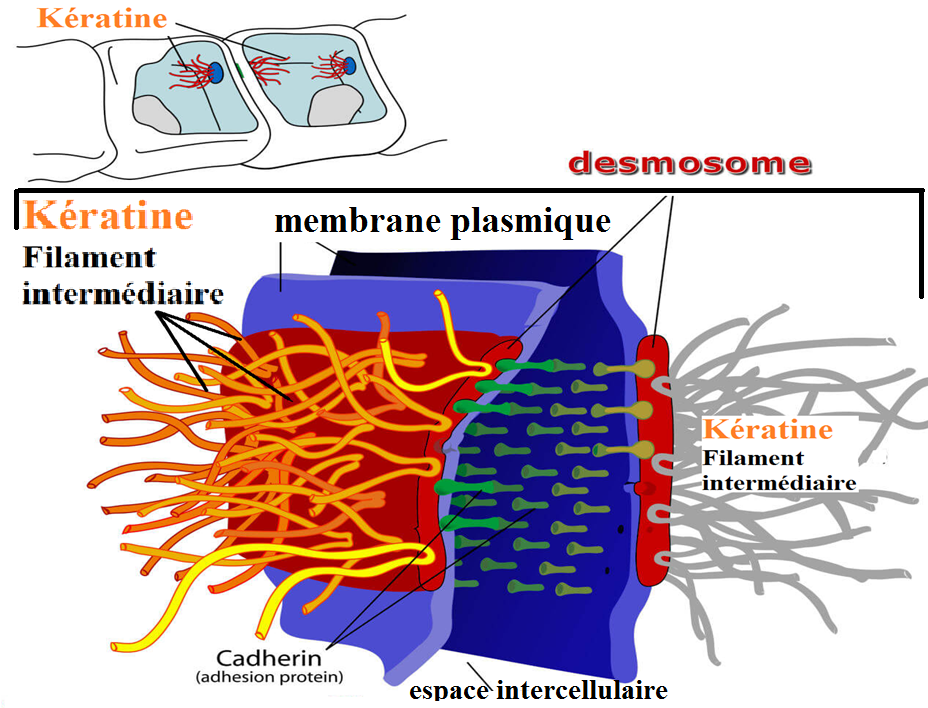 Kératine
desmosome
Kératine
Filament
intermédiaire
membrane plasmique
Kératine
Filament
intermédiaire
Cadherin
(adhesion protein)
espace intercellulaire